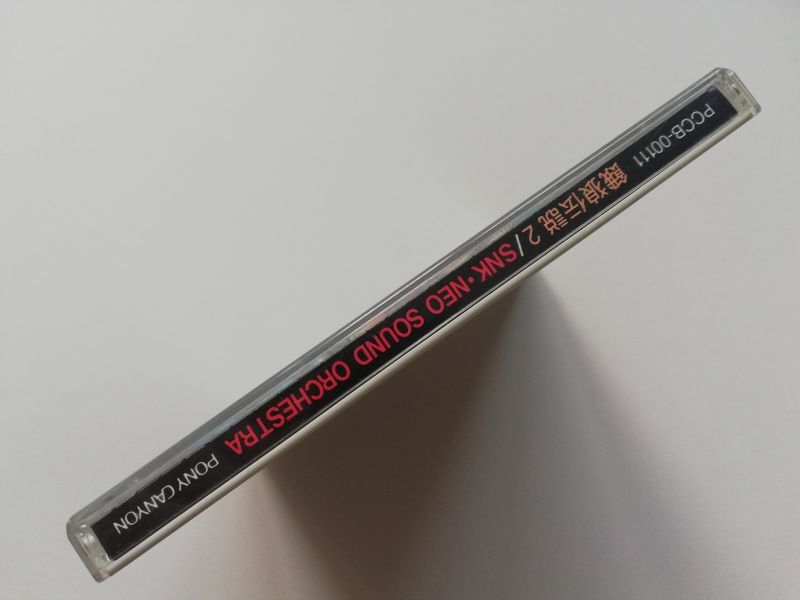 PCCB-00111 餓狼伝説 2/SNK・NEO SOUND ORCHESTRA PONY CANYON